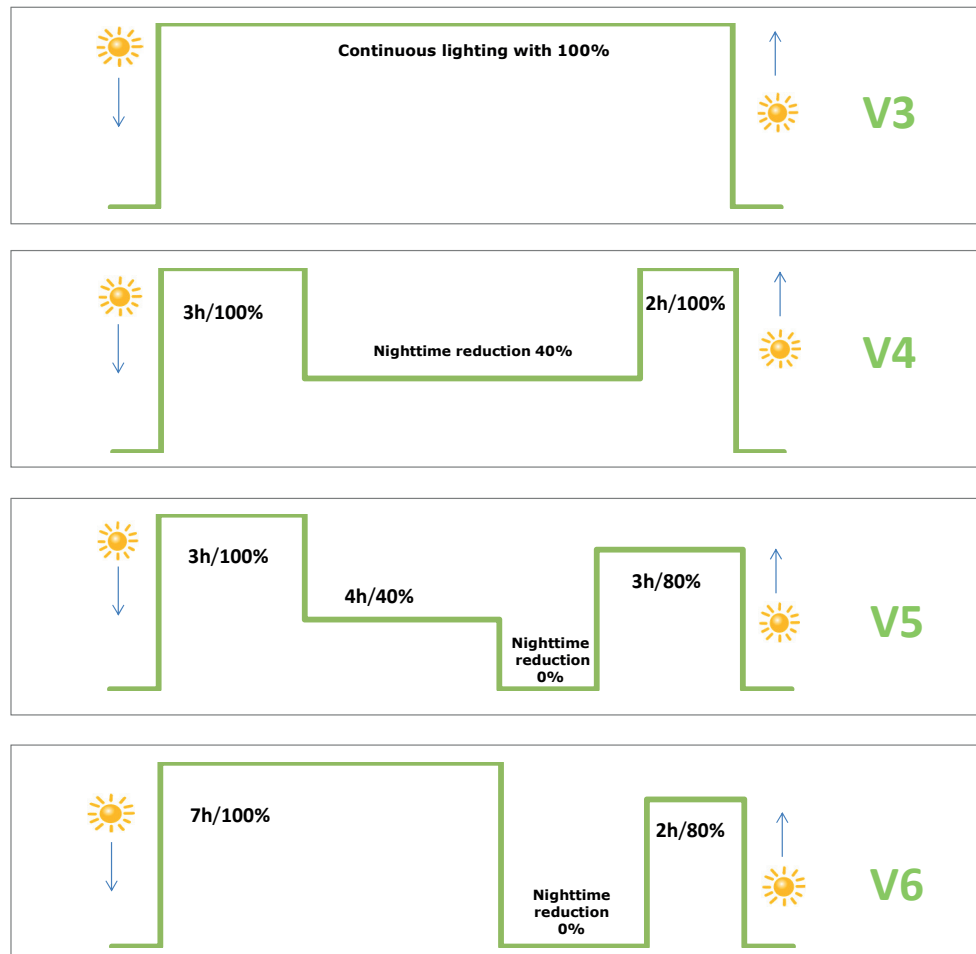 Continuous lighting with 100%
V3
3h/100%
2h/100%
Nighttime reduction 40%
V4
3h/100%
4h/40%
3h/80%
Nighttime
reduction
0%
V5
7h/100%
2h/80%
Nighttime
reduction
0%
V6